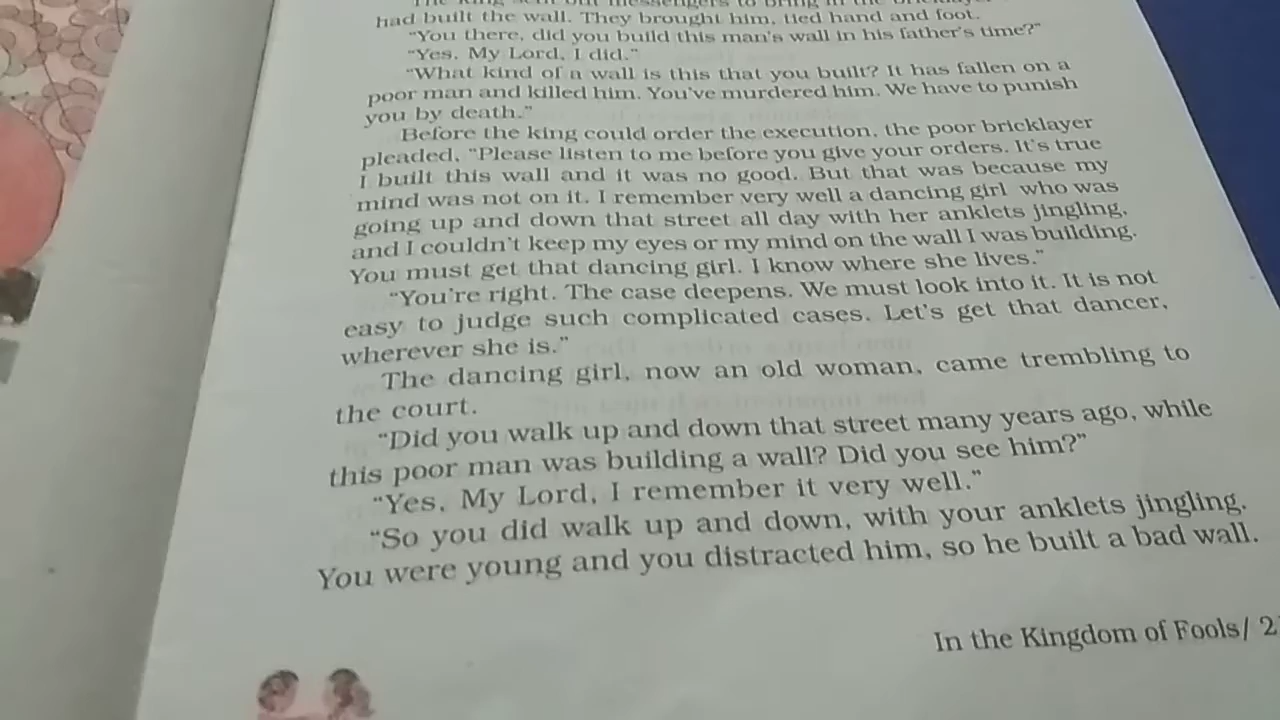 The king sent out messengers to bring in the
had built the wall. They brought him, tied hand and foot.
“You there, did you build this man's wall in his father's time?”
“Yes. My Lord, I did.”
“What kind of a wall is this that you built? It has fallen on a
poor man and killed him. You've murdered him. We have to punish
you by death.”
Before the king could order the execution, the poor bricklayer
pleaded, “Please listen to me before you give your orders. It's true
I built this wall and it was no good. But that was because my
mind was not on it. I remember very well a dancing girl who was
going up and down that street all day with her anklets jingling,
and I couldn't keep my eyes or my mind on the wall I was building.
You must get that dancing girl. I know where she lives.”
“You're right. The case deepens. We must look into it. It is not
easy to judge such complicated cases. Let's get that dancer,
wherever she is.”
The dancing girl, now an old woman, came trembling to
the court.
“Did you walk up and down that street many years ago, while
this poor man was building a wall? Did you see him?”
“Yes, My Lord, I remember it very well.”
“So you did walk up and down, with your anklets jingling.
You were young and you distracted him, so he built a bad wall.
In the Kingdom of Fools/ 2